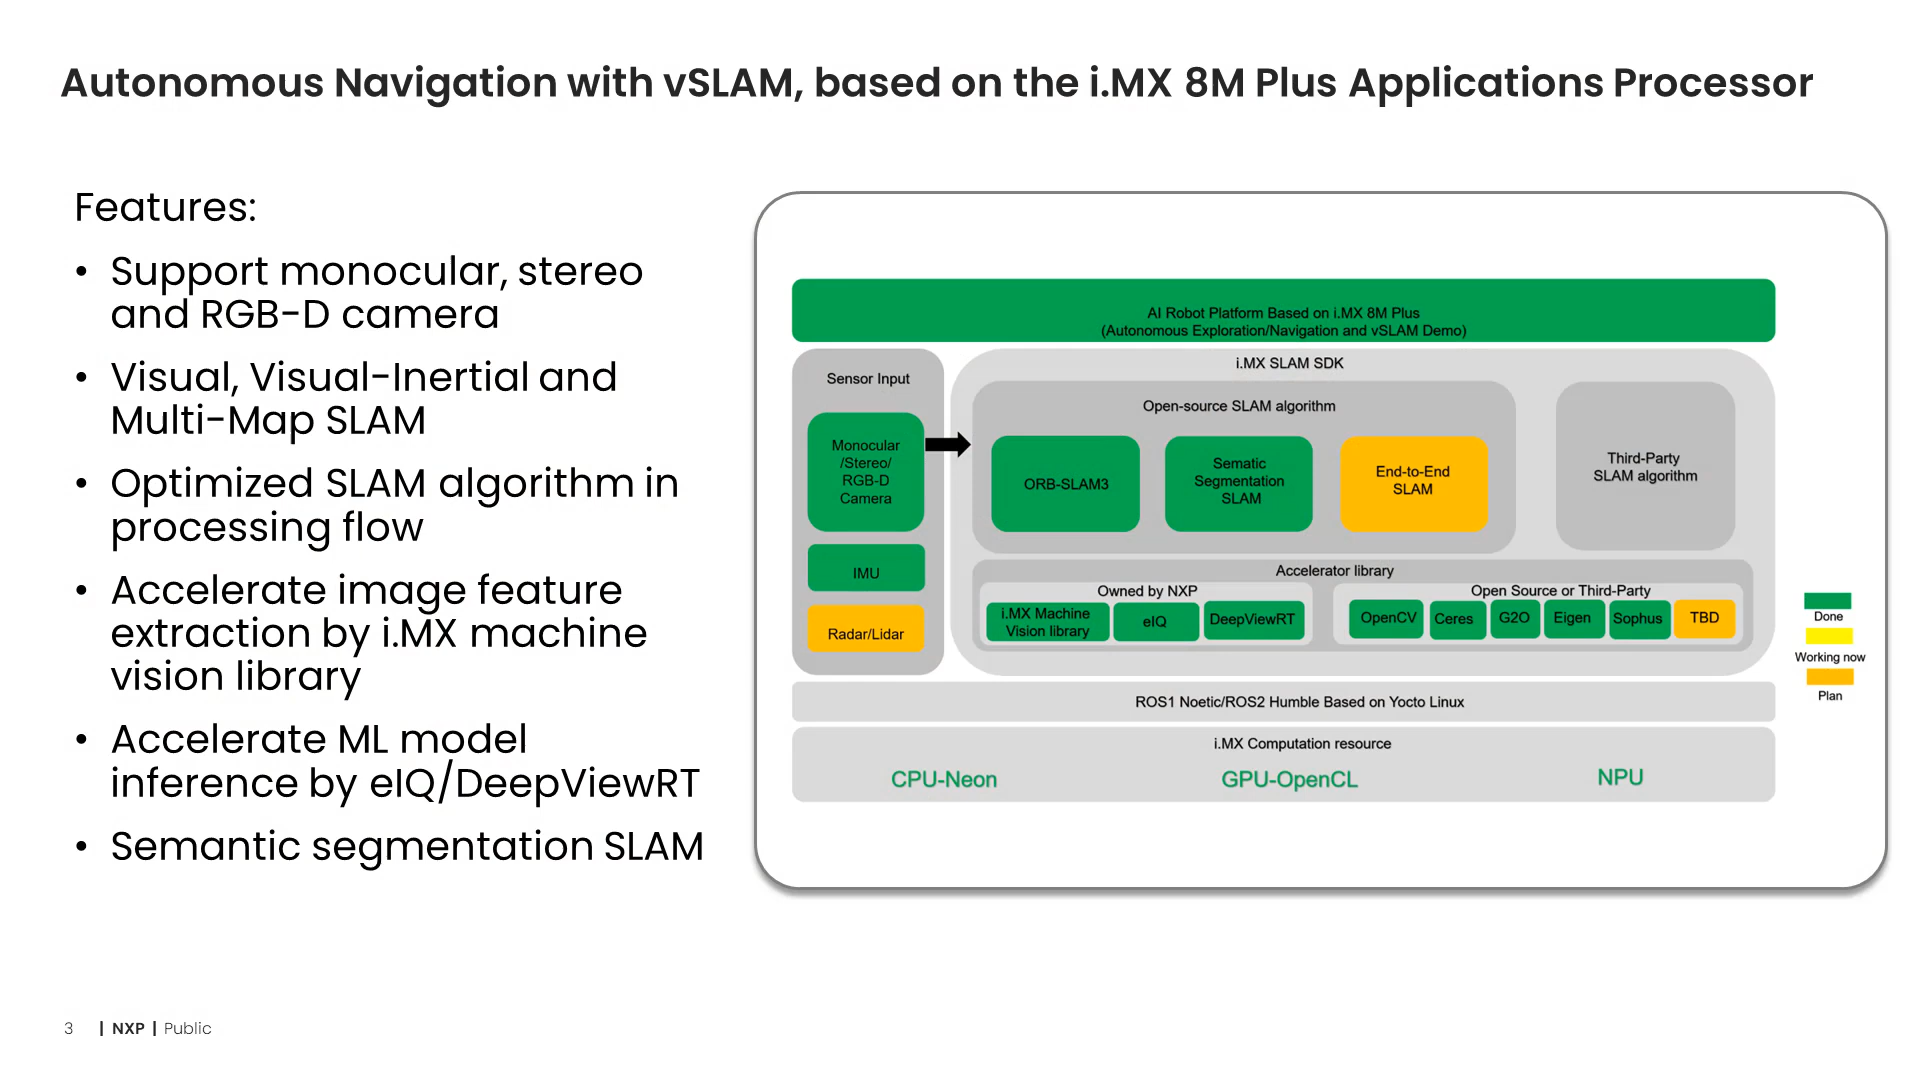 Autonomous Navigation with vSLAM, based on the i.MX 8M Plus Applications Processor
Features:
• Support monocular, stereo
and RGB-D camera
• Visual, Visual-Inertial and
Multi-Map SLAM
• Optimized SLAM algorithm in
processing flow
• Accelerate image feature
extraction by i.MX machine
vision library
• Accelerate ML model
inference by eIQ/DeepViewRT
• Semantic segmentation SLAM
AI Robot Platform Based on i.MX 8M Plus
(Autonomous Exploration/Navigation and vSLAM Demo)
Sensor Input
Monocular
/Stereo/
RGB-D
Camera
IMU
Radar/Lidar
i.MX SLAM SDK
Open-source SLAM algorithm
ORB-SLAM3
Sematic
Segmentation
SLAM
End-to-End
SLAM
Third-Party
SLAM algorithm
Accelerator library
Owned by NXP
i.MX Machine
Vision library
eIQ
DeepViewRT
Open Source or Third-Party
OpenCV
Ceres
G2O
Eigen
Sophus
TBD
ROS1 Noetic/ROS2 Humble Based on Yocto Linux
i.MX Computation resource
CPU-Neon
GPU-OpenCL
NPU
Done
Working now
Plan
3 | NXP | Public